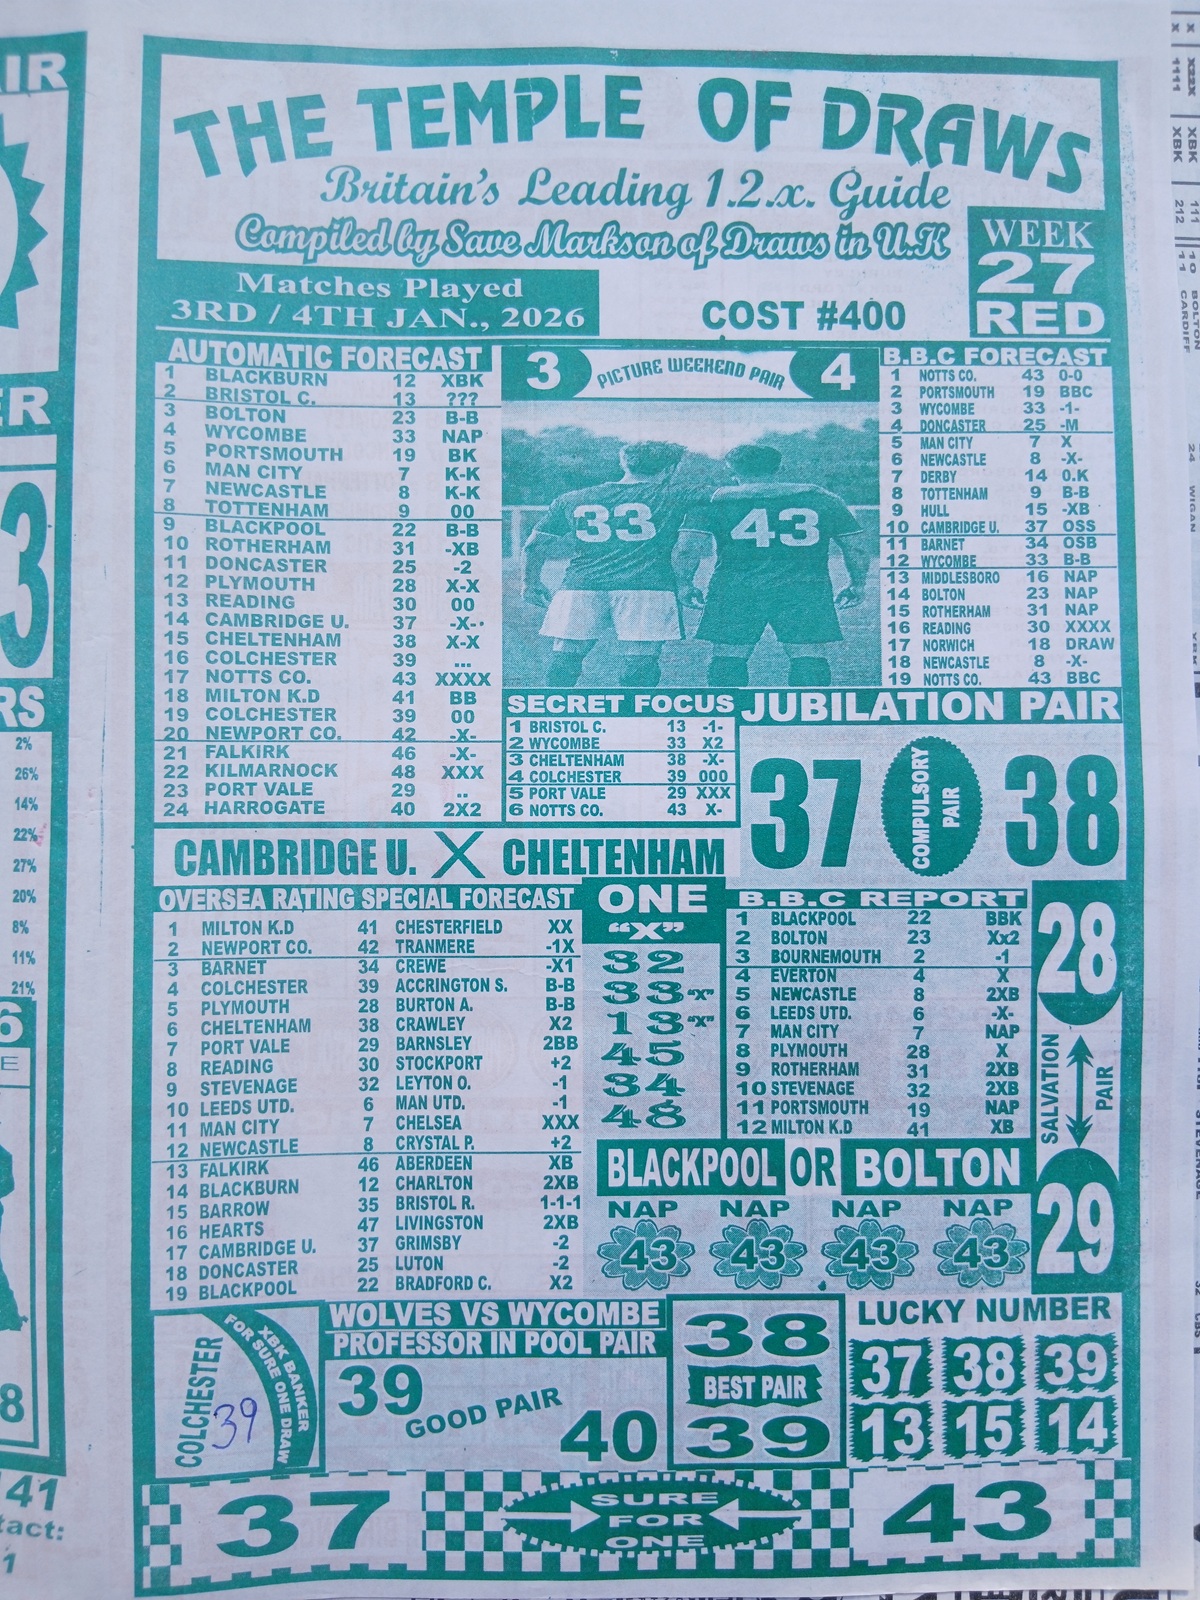 THE TEMPLE OF DRAWS
Britain's Leading 1.2.x. Guide
Compiled by Save Markson of Draws in U.K
WEEK
27
RED
Matches Played
3RD / 4TH JAN., 2026
COST #400
AUTOMATIC FORECAST
1 BLACKBURN 12 XBK
2 BRISTOL C. 13 ???
3 BOLTON 23 B-B
4 WYCOMBE 33 NAP
5 PORTSMOUTH 19 BK
6 MAN CITY 7 K-K
7 NEWCASTLE 8 K-K
8 TOTTENHAM 9 00
9 BLACKPOOL 22 B-B
10 ROTHERHAM 31 -XB
11 DONCASTER 25 -2
12 PLYMOUTH 28 X-X
13 READING 30 00
14 CAMBRIDGE U. 37 -X-
15 CHELTENHAM 38 X-X
16 COLCHESTER 39 ...
17 NOTTS CO. 43 XXXX
18 MILTON K.D 41 BB
19 COLCHESTER 39 00
20 NEWPORT CO. 42 -X-
21 FALKIRK 46 -X-
22 KILMARNOCK 48 XXX
23 PORT VALE 29 ..
24 HARROGATE 40 2X2
3 PICTURE WEEKEND PAIR 4
33 43
B.B.C FORECAST
1 NOTTS CO. 43 0-0
2 PORTSMOUTH 19 BBC
3 WYCOMBE 33 -1-
4 DONCASTER 25 -M
5 MAN CITY 7 X
6 NEWCASTLE 8 -X-
7 DERBY 14 0.K
8 TOTTENHAM 9 B-B
9 HULL 15 -XB
10 CAMBRIDGE U. 37 OSS
11 BARNET 34 OSB
12 WYCOMBE 33 B-B
13 MIDDLESBORO 16 NAP
14 BOLTON 23 NAP
15 ROTHERHAM 31 NAP
16 READING 30 XXXX
17 NORWICH 18 DRAW
18 NEWCASTLE 8 -X-
19 NOTTS CO. 43 BBC
SECRET FOCUS
1 BRISTOL C. 13 -1-
2 WYCOMBE 33 X2
3 CHELTENHAM 38 -X-
4 COLCHESTER 39 000
5 PORT VALE 29 XXX
6 NOTTS CO. 43 X-
JUBILATION PAIR
37 COMPULSORY PAIR 38
CAMBRIDGE U. X CHELTENHAM
OVERSEA RATING SPECIAL FORECAST
1 MILTON K.D 41 CHESTERFIELD XX
2 NEWPORT CO. 42 TRANMERE -1X
3 BARNET 34 CREWE -X1
4 COLCHESTER 39 ACCRINGTON S. B-B
5 PLYMOUTH 28 BURTON A. B-B
6 CHELTENHAM 38 CRAWLEY X2
7 PORT VALE 29 BARNSLEY 2BB
8 READING 30 STOCKPORT +2
9 STEVENAGE 32 LEYTON O. -1
10 LEEDS UTD. 6 MAN UTD. -1
11 MAN CITY 7 CHELSEA XXX
12 NEWCASTLE 8 CRYSTAL P. +2
13 FALKIRK 46 ABERDEEN XB
14 BLACKBURN 12 CHARLTON 2XB
15 BARROW 35 BRISTOL R. 1-1-1
16 HEARTS 47 LIVINGSTON 2XB
17 CAMBRIDGE U. 37 GRIMSBY -2
18 DONCASTER 25 LUTON -2
19 BLACKPOOL 22 BRADFORD C. X2
ONE
"X"
32
33 "X"
13 "X"
45
34
48
B.B.C REPORT
1 BLACKPOOL 22 BBK
2 BOLTON 23 Xx2
3 BOURNEMOUTH 2 -1
4 EVERTON 4 X
5 NEWCASTLE 8 2XB
6 LEEDS UTD. 6 -X-
7 MAN CITY 7 NAP
8 PLYMOUTH 28 X
9 ROTHERHAM 31 2XB
10 STEVENAGE 32 2XB
11 PORTSMOUTH 19 NAP
12 MILTON K.D 41 XB
28
SALVATION PAIR
29
BLACKPOOL OR BOLTON
NAP NAP NAP NAP
43 43 43 43
COLCHESTER
39
XBK BANKER
FOR SURE ONE DRAW
WOLVES VS WYCOMBE
PROFESSOR IN POOL PAIR
39 GOOD PAIR 40
38
BEST PAIR
39
LUCKY NUMBER
37 38 39
13 15 14
37 SURE FOR ONE 43
AIR
ER
3
RS
2%
26%
14%
22%
27%
20%
8%
11%
21%
6
E
8
141
tact:
1